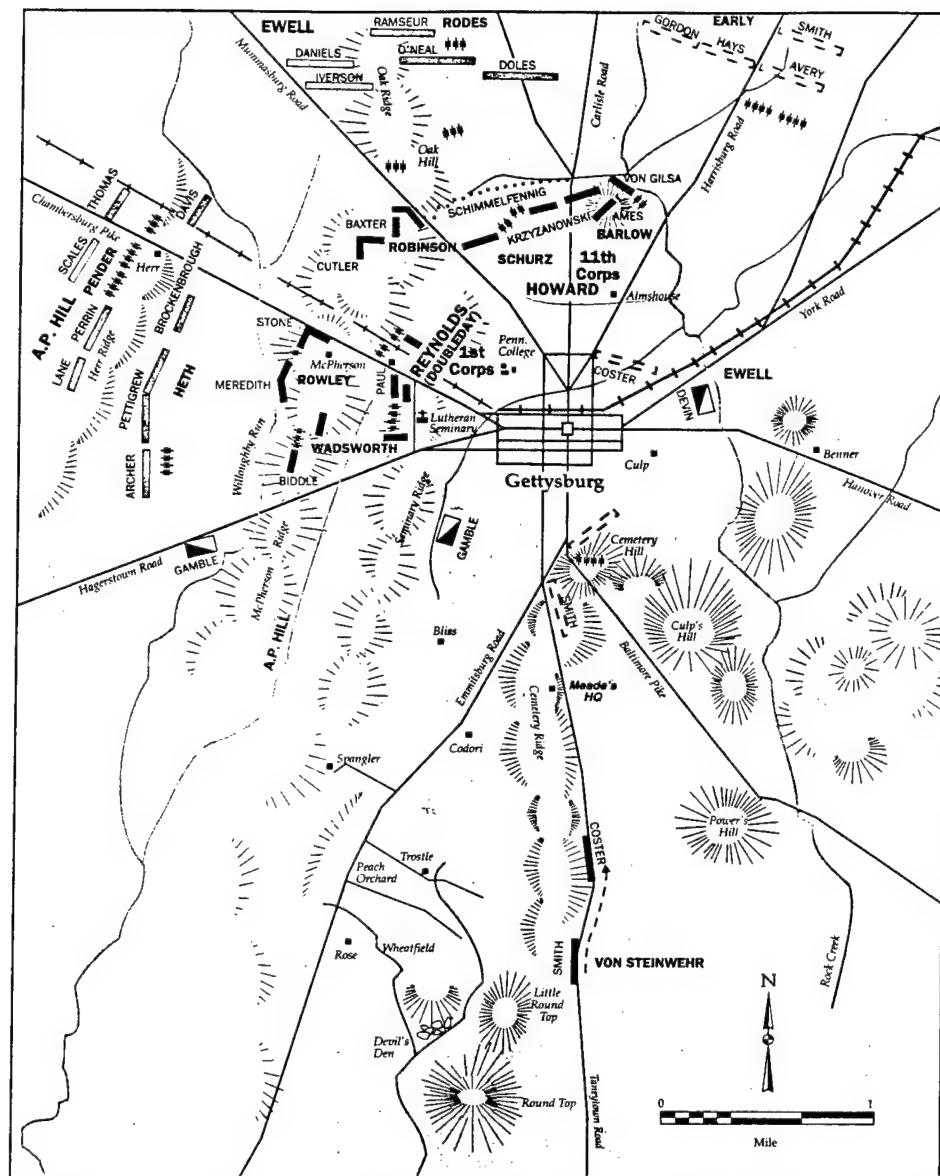 EWELL
RAMSEUR
RODES
DANIELS
O'NEAL
IVERSON
DOLES
Oak Ridge
Mummasburg Road
Oak Hill
Carlisle Road
EARLY
GORDON
HAYS
SMITH
AVERY
Harrisburg Road
THOMAS
DAVIS
Chambersburg Pike
SCALES
Herr
A.P. HILL
PENDER
BROCKENBROUGH
PERRIN
LANE
Herr Ridge
PETTIGREW
HETH
ARCHER
VON GILSA
SCHIMMELFENNIG
KRZYZANOWSKI
AMES
BARLOW
BAXTER
ROBINSON
CUTLER
SCHURZ
11th
Corps
HOWARD
Almshouse
York Road
STONE
McPherson
MEREDITH
ROWLEY
REYNOLDS
(DOUBLEDAY)
1st
Corps
Penn.
College
PAUL
Lutheran
Seminary
COSTER
EWELL
DEVIN
WADSWORTH
BIDDLE
Willoughby Run
Culp
Benner
Hanover Road
Gettysburg
Seminary Ridge
GAMBLE
GAMBLE
Hagerstown Road
McPherson Ridge
A.P. HILL
Cemetery
Hill
SMITH
Culp's
Hill
Bliss
Emmitsburg Road
Baltimore Pike
Meade's
HQ
Cemetery Ridge
Codori
Spangler
Power's
Hill
COSTER
Trostle
Peach
Orchard
Rose
Wheatfield
SMITH
VON STEINWEHR
Rock Creek
Little
Round
Top
Devil's
Den
Round Top
Taneytown Road
N
0
1
Mile